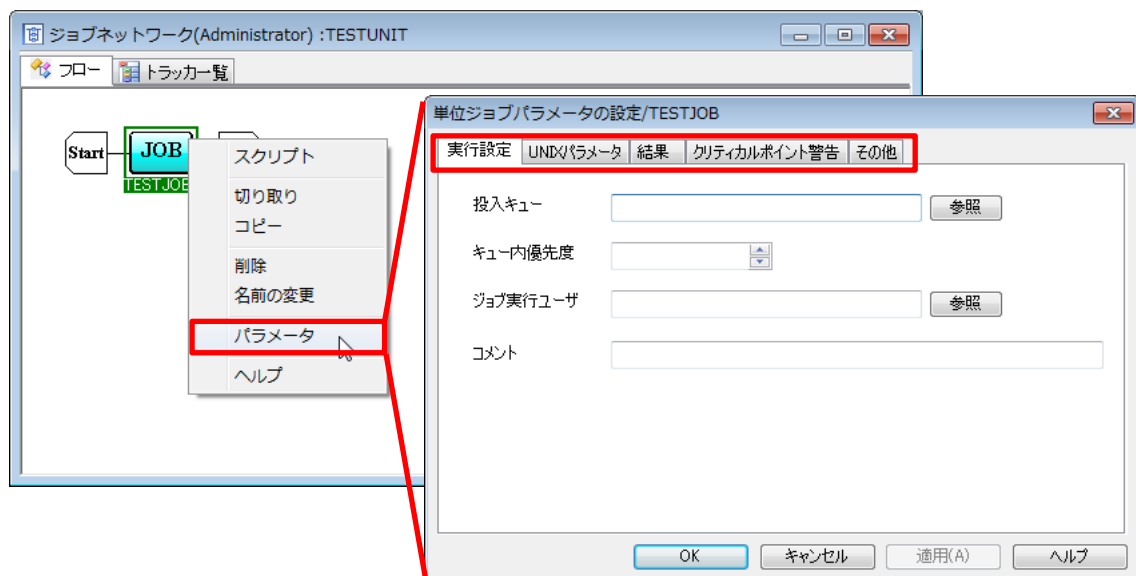 ジョブネットワーク(Administrator) :TESTUNIT
フロー
トラッカ一覧
Start
JOB
TESTJOB
スクリプト
切り取り
コピー
削除
名前の変更
パラメータ
ヘルプ
単位ジョブパラメータの設定/TESTJOB
実行設定 UNIXパラメータ 結果 クリティカルポイント警告 その他
投入キュー 参照
キュー内優先度
ジョブ実行ユーザ 参照
コメント
OK キャンセル 適用(A) ヘルプ